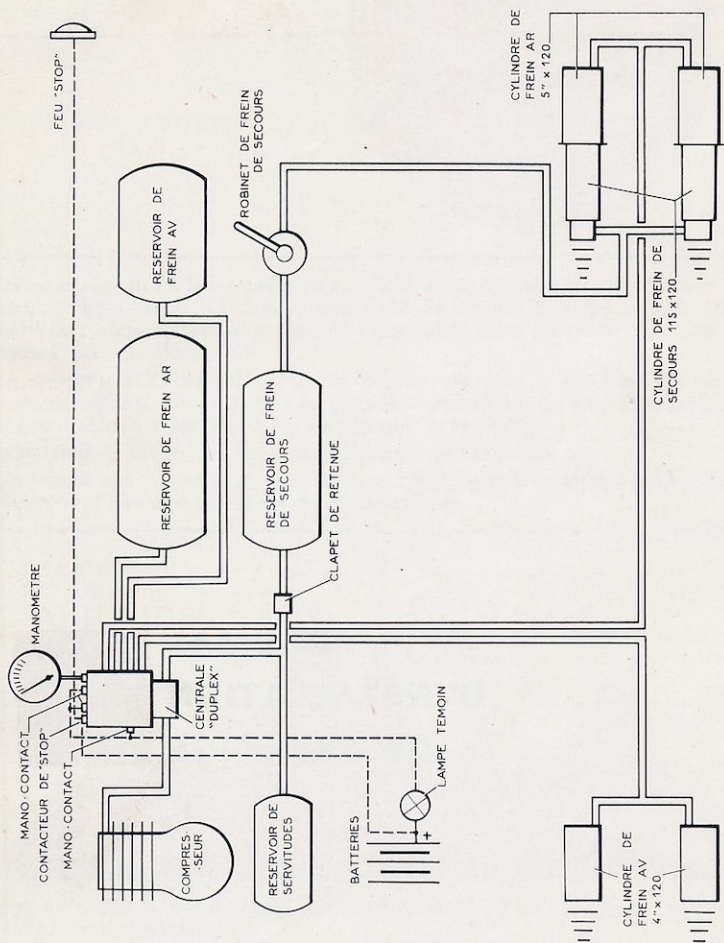 FEU "STOP"
MANOMETRE
MANO-CONTACT
CONTACTEUR DE "STOP"
MANO-CONTACT
COMPRES-
-SEUR
CENTRALE
"DUPLEX"
RESERVOIR DE FREIN AR
RESERVOIR DE
FREIN AV
RESERVOIR DE
SERVITUDES
CLAPET DE RETENUE
RESERVOIR DE FREIN
DE SECOURS
ROBINET DE FREIN
DE SECOURS
BATTERIES
+
LAMPE TEMOIN
CYLINDRE DE
FREIN AV
4" x 120
CYLINDRE DE FREIN DE
SECOURS 115 x 120
CYLINDRE DE
FREIN AR
5" x 120